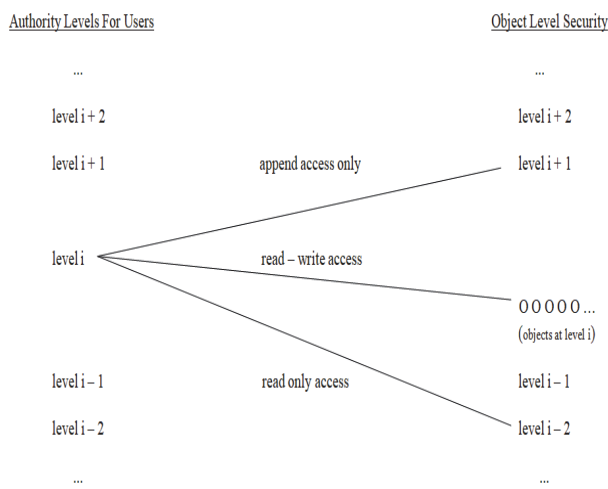 Authority Levels For Users    Object Level Security
...    ...
level i + 2    level i + 2
level i + 1    append access only    level i + 1
level i    read – write access
O O O O O ...
(objects at level i)
level i – 1    read only access    level i – 1
level i – 2    level i – 2
...    ...